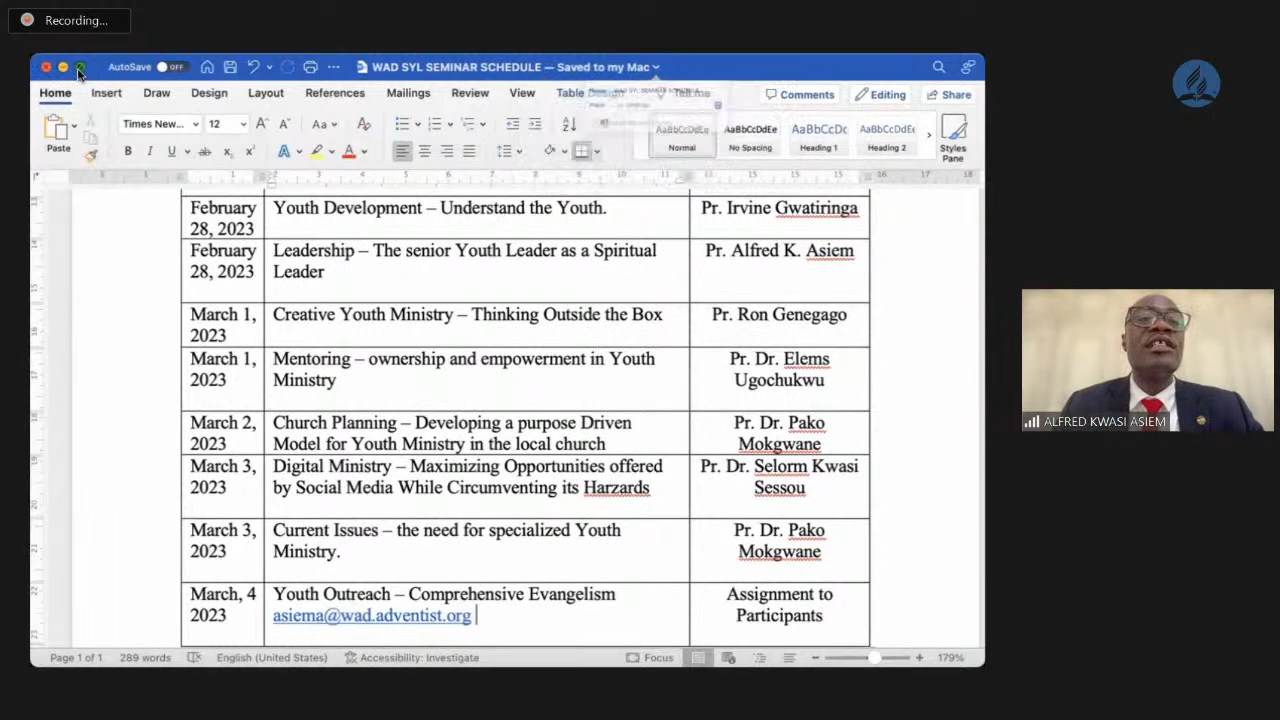 Recording...
AutoSave OFF
WAD SYL SEMINAR SCHEDULE — Saved to my Mac
Home Insert Draw Design Layout References Mailings Review View Table Tell me Comments Editing Share
Times New... 12 Aa
Paste
AaBbCcDdEe AaBbCcDdEe AaBbCcDc AaBbCcDdEe
Normal No Spacing Heading 1 Heading 2 Styles
Pane
February Youth Development – Understand the Youth. Pr. Irvine Gwatiringa
28, 2023
February Leadership – The senior Youth Leader as a Spiritual Pr. Alfred K. Asiem
28, 2023 Leader
March 1, Creative Youth Ministry – Thinking Outside the Box Pr. Ron Genegago
2023
March 1, Mentoring – ownership and empowerment in Youth Pr. Dr. Elems
2023 Ministry Ugochukwu
March 2, Church Planning – Developing a purpose Driven Pr. Dr. Pako
2023 Model for Youth Ministry in the local church Mokgwane
March 3, Digital Ministry – Maximizing Opportunities offered Pr. Dr. Selorm Kwasi
2023 by Social Media While Circumventing its Harzards Sessou
March 3, Current Issues – the need for specialized Youth Pr. Dr. Pako
2023 Ministry. Mokgwane
March, 4 Youth Outreach – Comprehensive Evangelism Assignment to
2023 asiema@wad.adventist.org Participants
Page 1 of 1 289 words English (United States) Accessibility: Investigate Focus 179%
ALFRED KWASI ASIEM